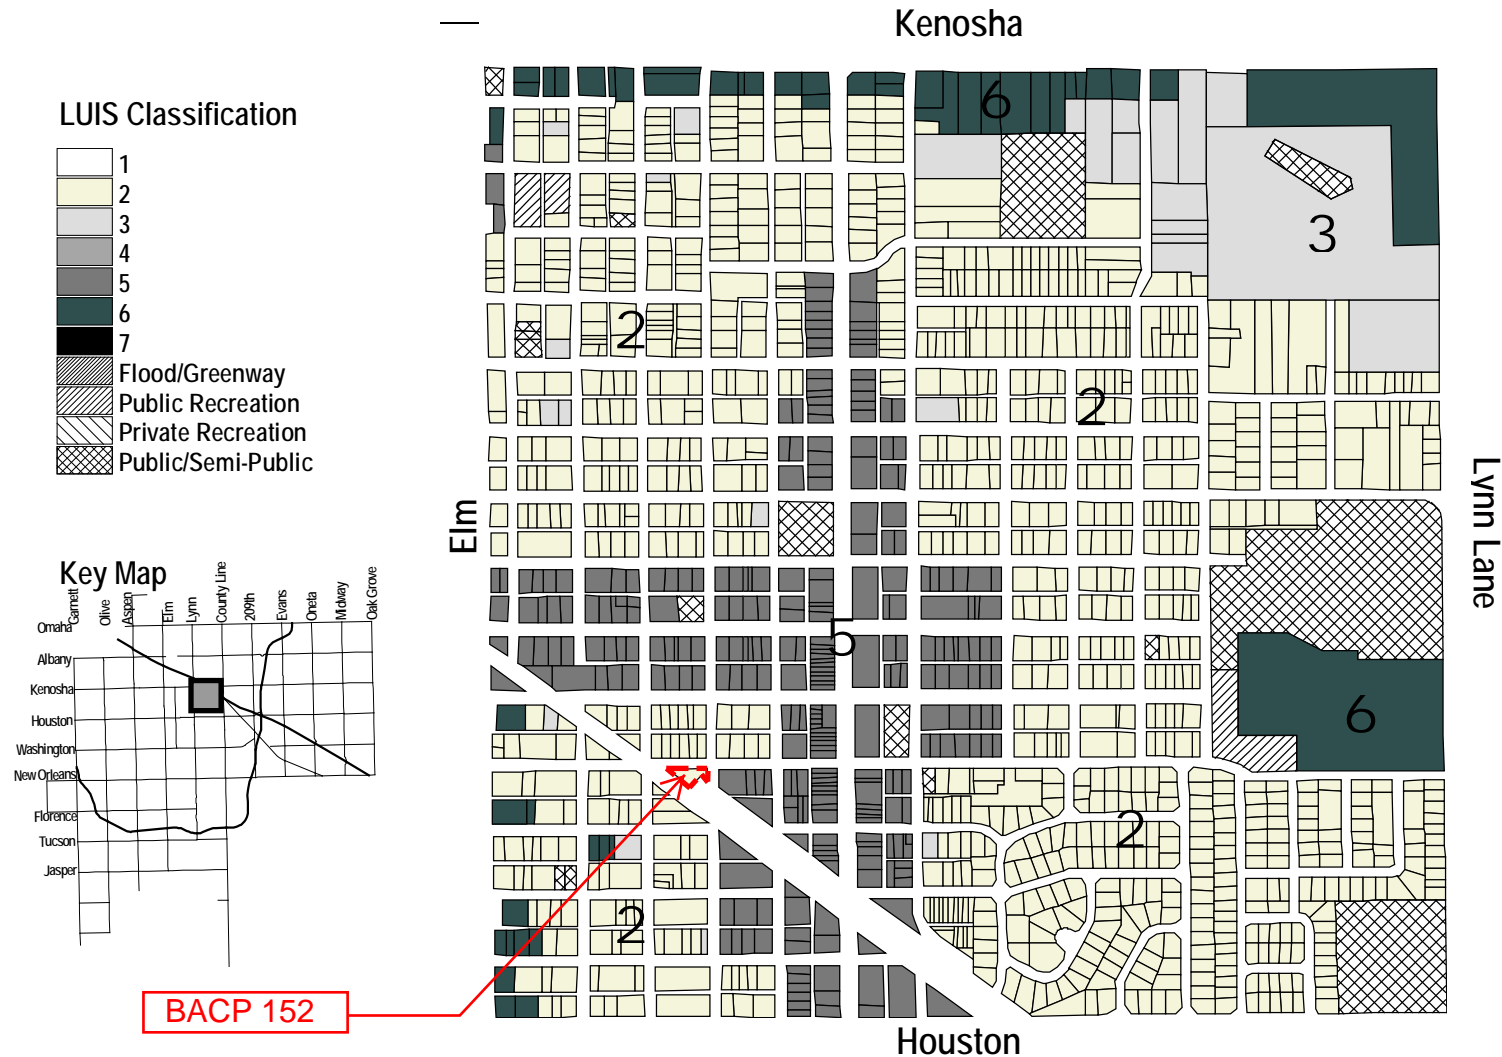 Kenosha
LUIS Classification
1
2
3
4
5
6
7
Flood/Greenway
Public Recreation
Private Recreation
Public/Semi-Public
6
3
2
2
Elm
Lynn Lane
5
6
2
2
Key Map
Garnett
Olive
Aspen
Elm
Lynn
County Line
209th
Evans
Oneta
Midway
Oak Grove
Omaha
Albany
Kenosha
Houston
Washington
New Orleans
Florence
Tucson
Jasper
BACP 152
Houston